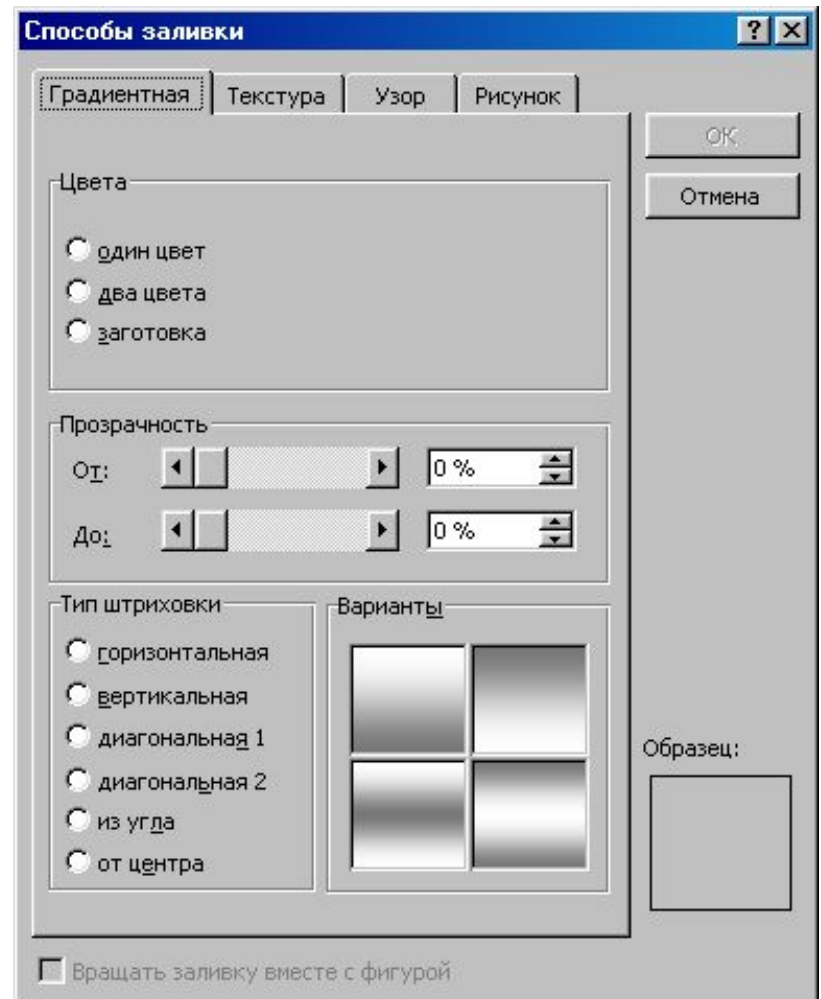 Способы заливки
Градиентная Текстура Узор Рисунок
ОК
Отмена
Цвета
один цвет
два цвета
заготовка
Прозрачность
От: 0 %
До: 0 %
Тип штриховки
горизонтальная
вертикальная
диагональная 1
диагональная 2
из угла
от центра
Варианты
Образец:
Вращать заливку вместе с фигурой